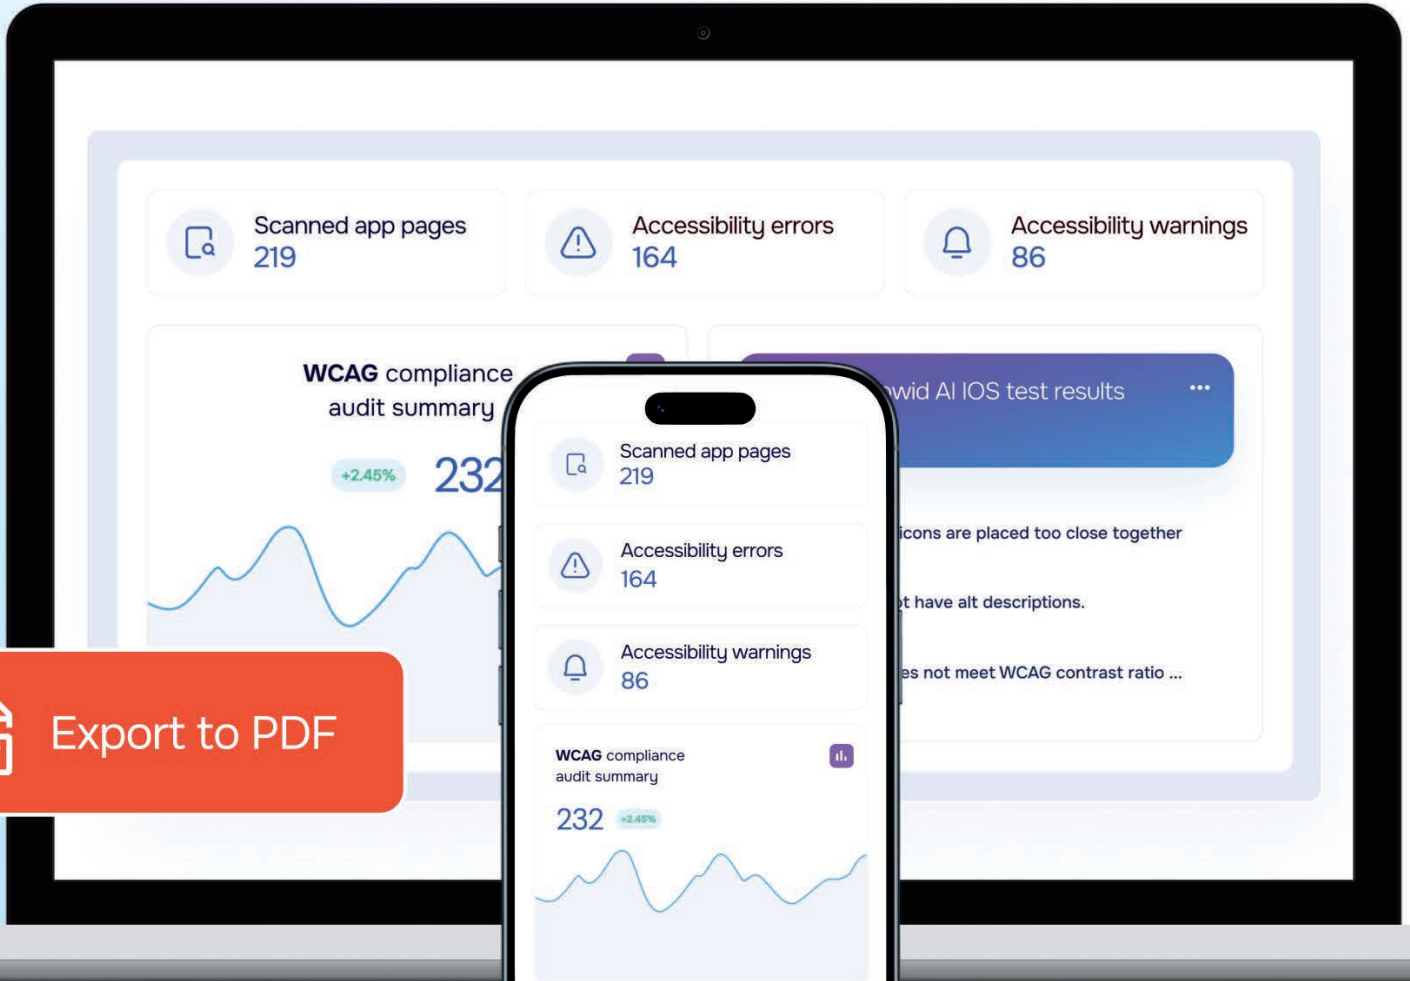 Scanned app pages
219
Accessibility errors
164
Accessibility warnings
86
WCAG compliance
audit summary
+2.45%
232
AI IOS test results
icons are placed too close together
have alt descriptions.
not meet WCAG contrast ratio ...
Export to PDF
Scanned app pages
219
Accessibility errors
164
Accessibility warnings
86
WCAG compliance
audit summary
232
+2.45%